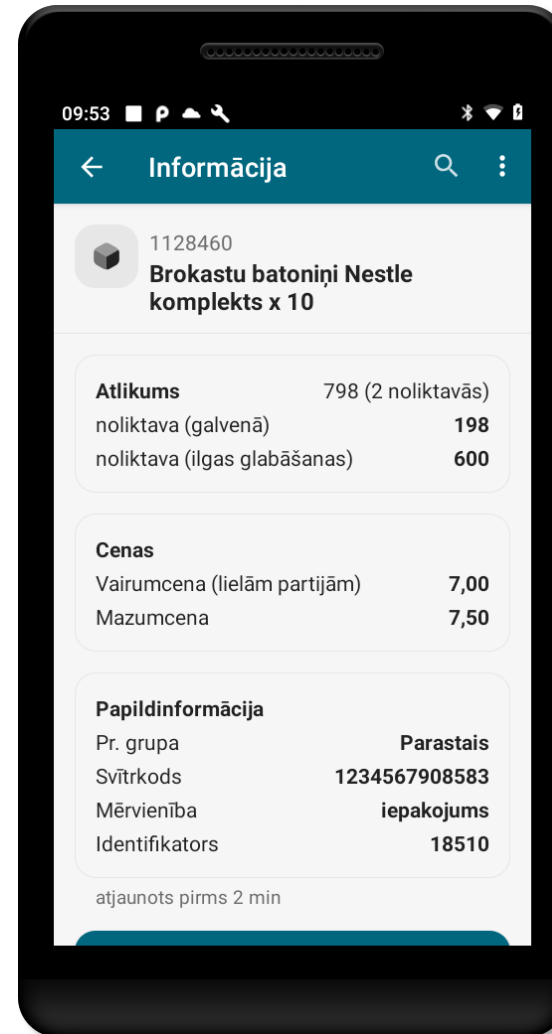 09:53
Informācija
1128460
Brokastu batoniņi Nestle
komplekts x 10
Atlikums 798 (2 noliktavās)
noliktava (galvenā) 198
noliktava (ilgas glabāšanas) 600
Cenas
Vairumcena (lielām partijām) 7,00
Mazumcena 7,50
Papildinformācija
Pr. grupa Parastais
Svītrkods 1234567908583
Mērvienība iepakojums
Identifikators 18510
atjaunots pirms 2 min